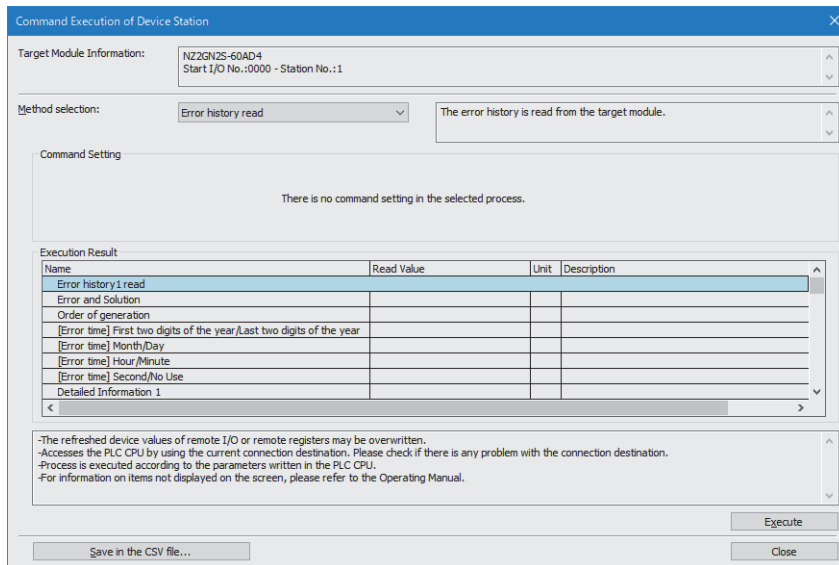 Command Execution of Device Station
Target Module Information:
NZ2GN2S-60AD4
Start I/O No.:0000 - Station No.:1
Method selection:
Error history read
The error history is read from the target module.
Command Setting
There is no command setting in the selected process.
Execution Result
Name Read Value Unit Description
Error history1 read
Error and Solution
Order of generation
[Error time] First two digits of the year/Last two digits of the year
[Error time] Month/Day
[Error time] Hour/Minute
[Error time] Second/No Use
Detailed Information 1
-The refreshed device values of remote I/O or remote registers may be overwritten.
-Accesses the PLC CPU by using the current connection destination. Please check if there is any problem with the connection destination.
-Process is executed according to the parameters written in the PLC CPU.
-For information on items not displayed on the screen, please refer to the Operating Manual.
Execute
Save in the CSV file...
Close